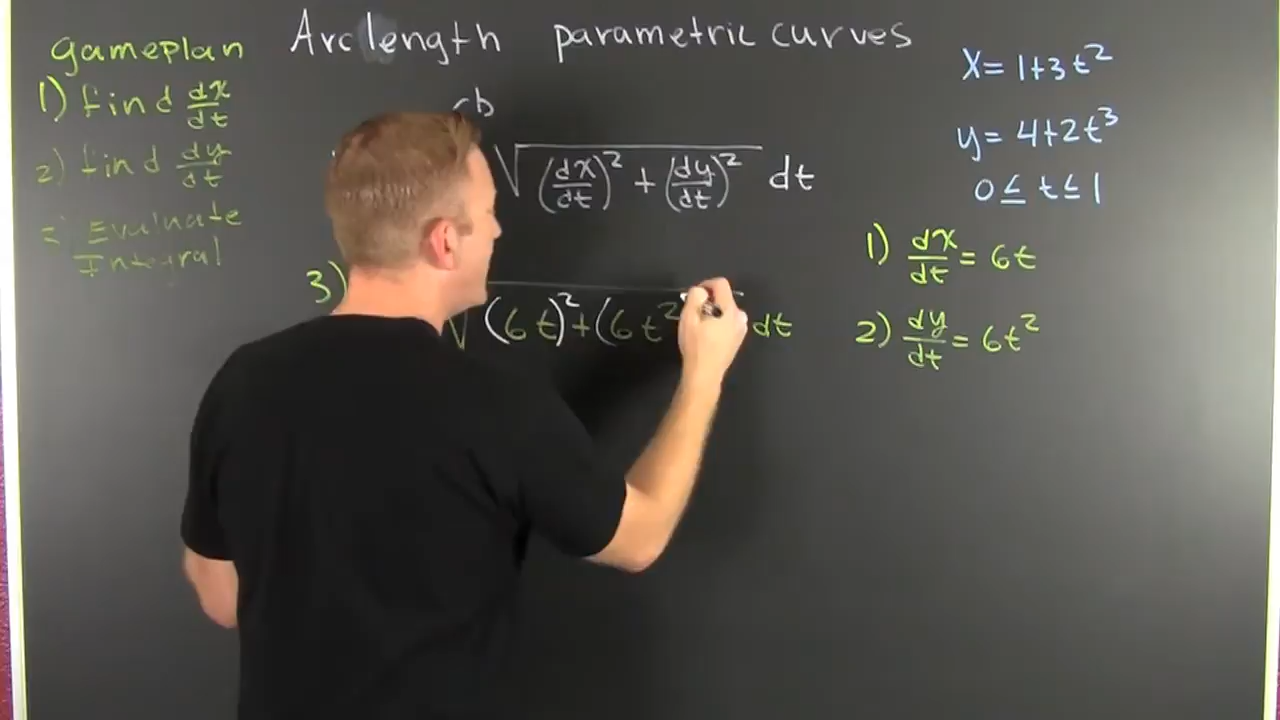 gameplan
1) find dx/dt
2) find dy/dt
Evaluate
Integral
Arclength parametric curves
b
√((dx/dt)² + (dy/dt)²) dt
3)
√((6t)² + (6t² dt
x = 1+3t²
y = 4+2t³
0 ≤ t ≤ 1
1) dx/dt = 6t
2) dy/dt = 6t²